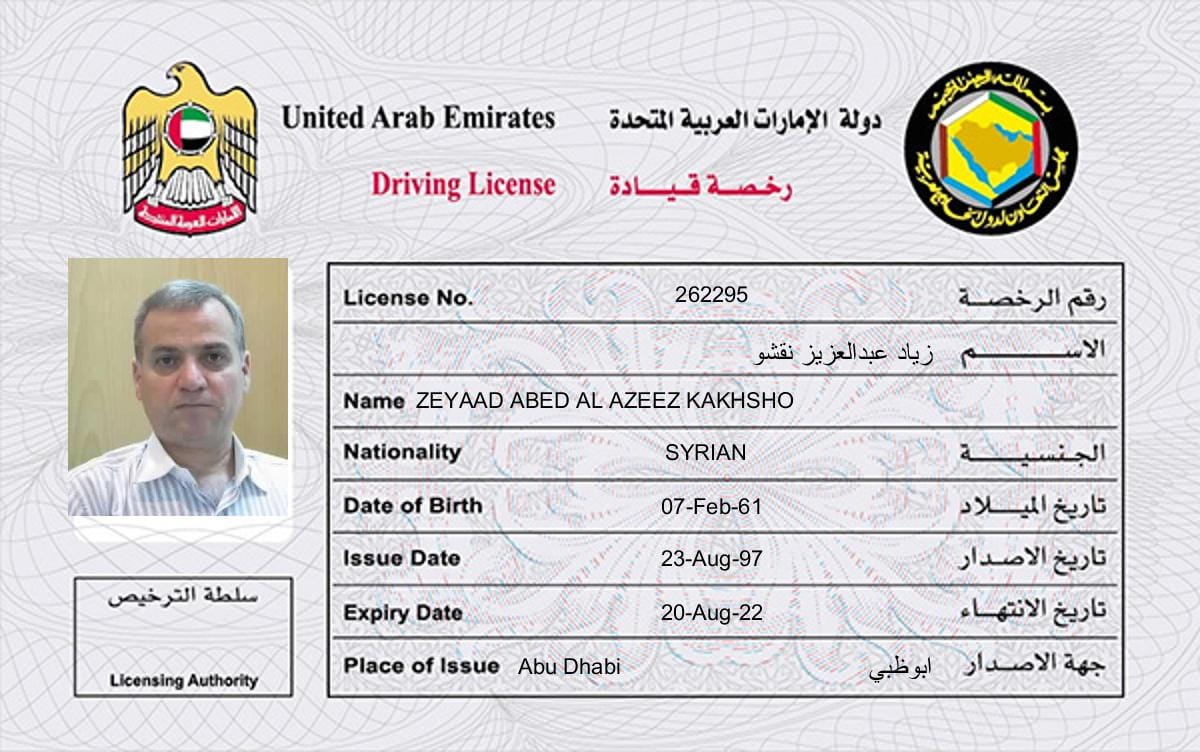 United Arab Emirates دولة الإمارات العربية المتحدة
Driving License رخصة قيادة
الإمارات العربية المتحدة
License No. 262295 رقم الرخصة
زياد عبدالعزيز نقشو الاسم
Name ZEYAAD ABED AL AZEEZ KAKHSHO
Nationality SYRIAN الجنسية
Date of Birth 07-Feb-61 تاريخ الميلاد
Issue Date 23-Aug-97 تاريخ الاصدار
Expiry Date 20-Aug-22 تاريخ الانتهاء
Place of Issue Abu Dhabi ابوظبي جهة الاصدار
سلطة الترخيص
Licensing Authority